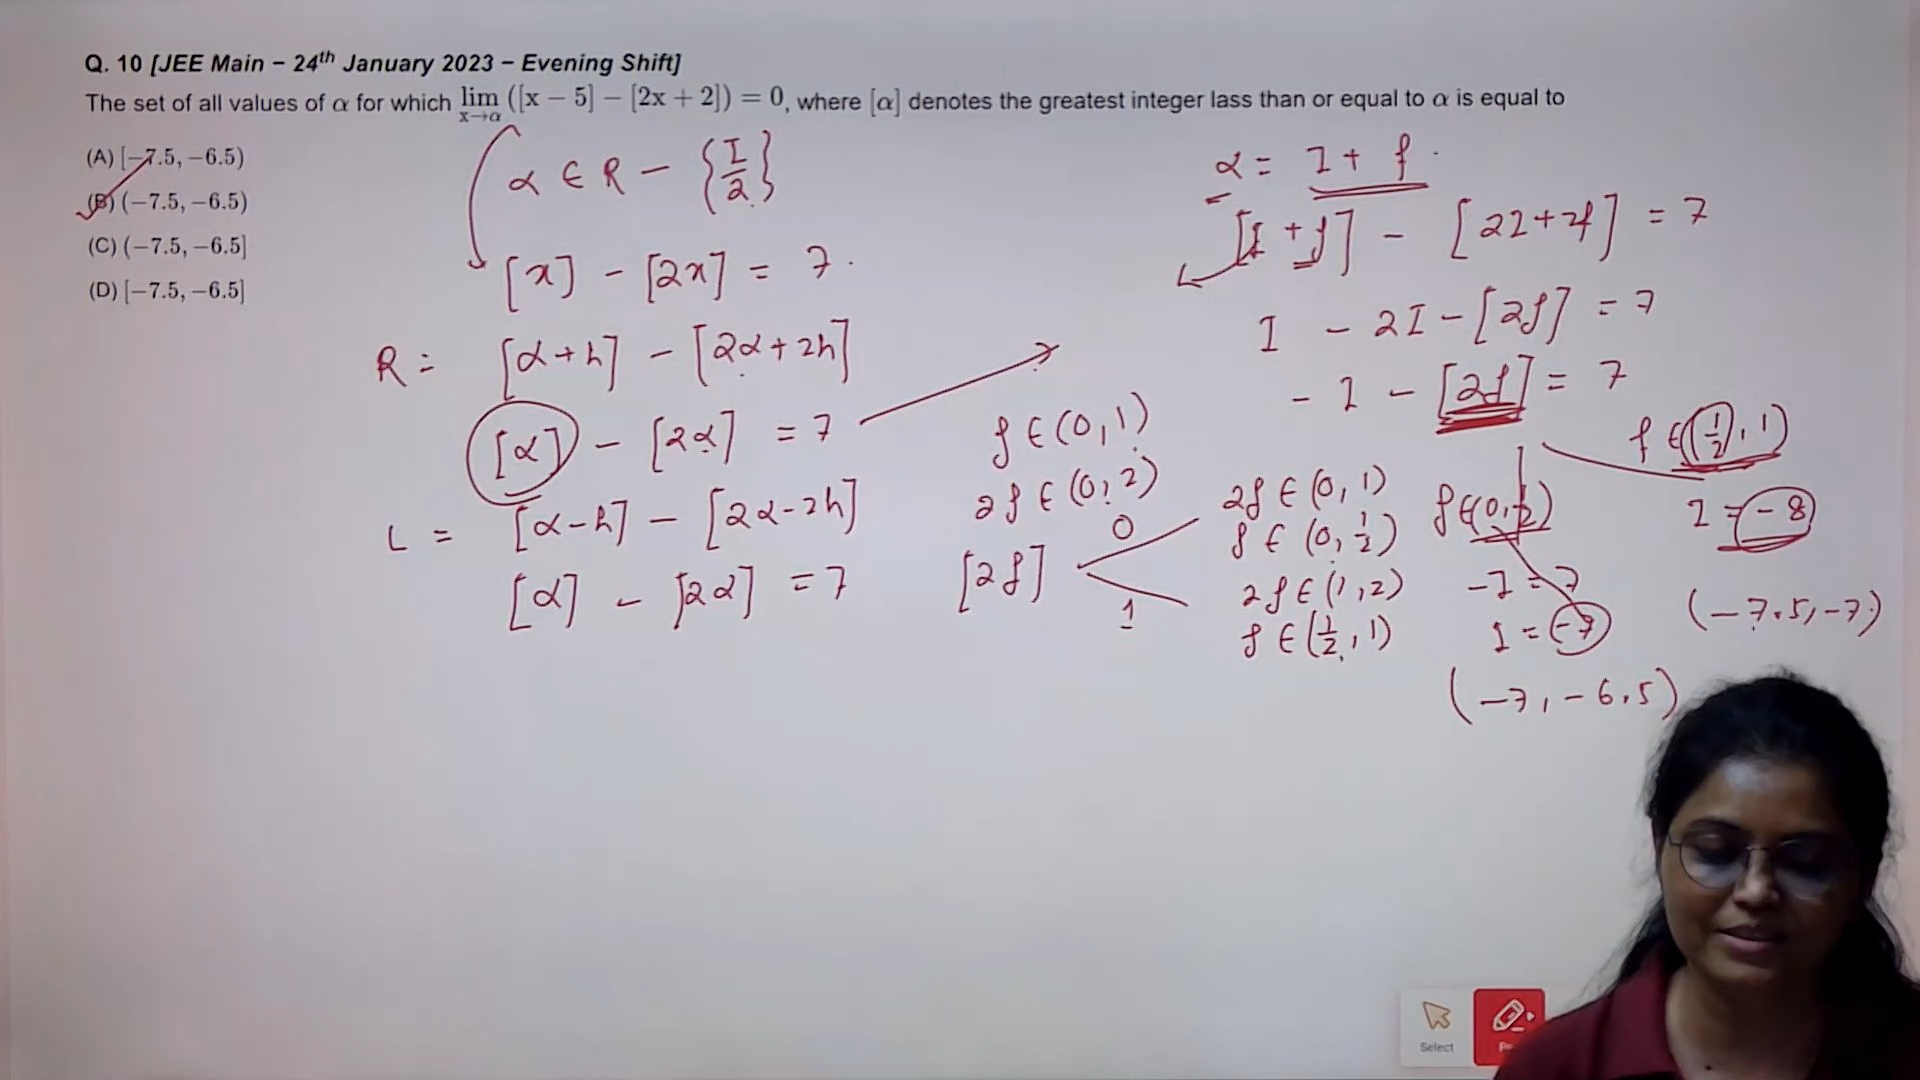 Q. 10 [JEE Main – 24th January 2023 – Evening Shift]
The set of all values of α for which lim x→α ([x − 5] − [2x + 2]) = 0, where [α] denotes the greatest integer lass than or equal to α is equal to
(A) [−7.5, −6.5)
(B) (−7.5, −6.5)
(C) (−7.5, −6.5]
(D) [−7.5, −6.5]
α ∈ R − {I/2}
[x] − [2x] = 7.
R = [α + h] − [2α + 2h]
[α] − [2α] = 7
L = [α − h] − [2α − 2h]
[α] − [2α] = 7
f ∈ (0, 1)
2f ∈ (0, 2)
[2f]
0
1
2f ∈ (0, 1)
f ∈ (0, 1/2)
2f ∈ (1, 2)
f ∈ (1/2, 1)
α = I + f
[I + f] − [2I + 2f] = 7
I − 2I − [2f] = 7
− I − [2f] = 7
f ∈ (0, 1/2)
−I = 7
I = −7
(−7, −6.5)
f ∈ (1/2, 1)
I = −8
(−7.5, −7)
Select